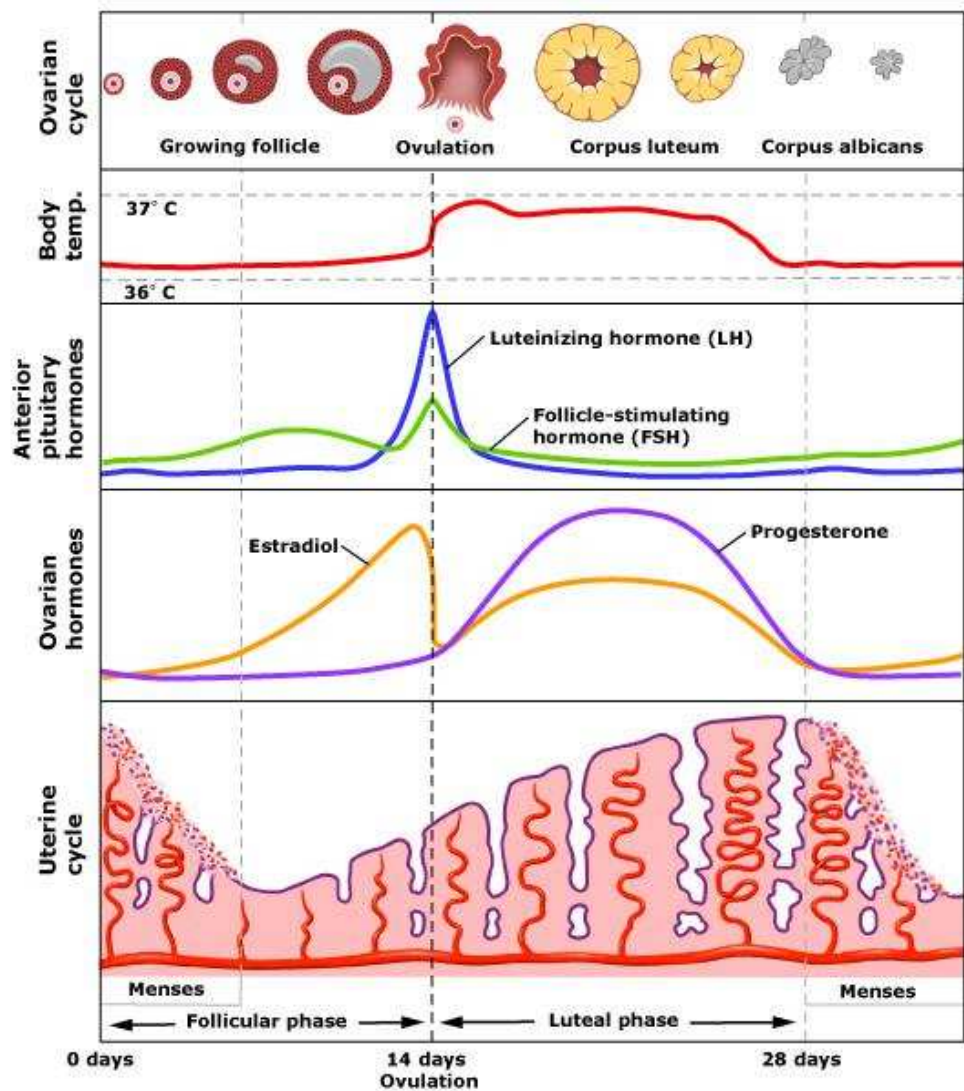 Ovarian
cycle
Growing follicle
Ovulation
Corpus luteum
Corpus albicans
Body
temp.
37° C
36° C
Anterior
pituitary
hormones
Luteinizing hormone (LH)
Follicle-stimulating
hormone (FSH)
Ovarian
hormones
Estradiol
Progesterone
Uterine
cycle
Menses
Menses
Follicular phase
Luteal phase
0 days
14 days
Ovulation
28 days